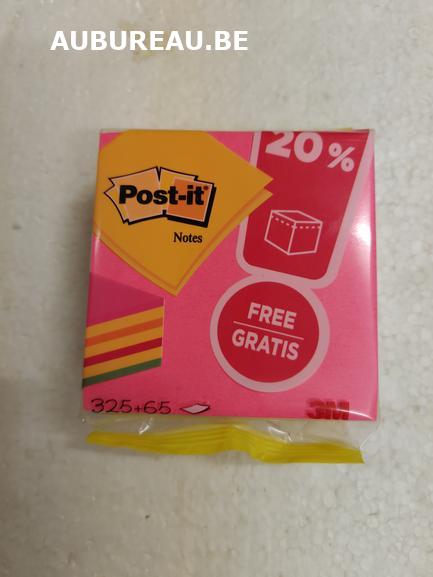 AUBUREAU.BE
20%
Post-it®
Notes
FREE
GRATIS
325+65
3M